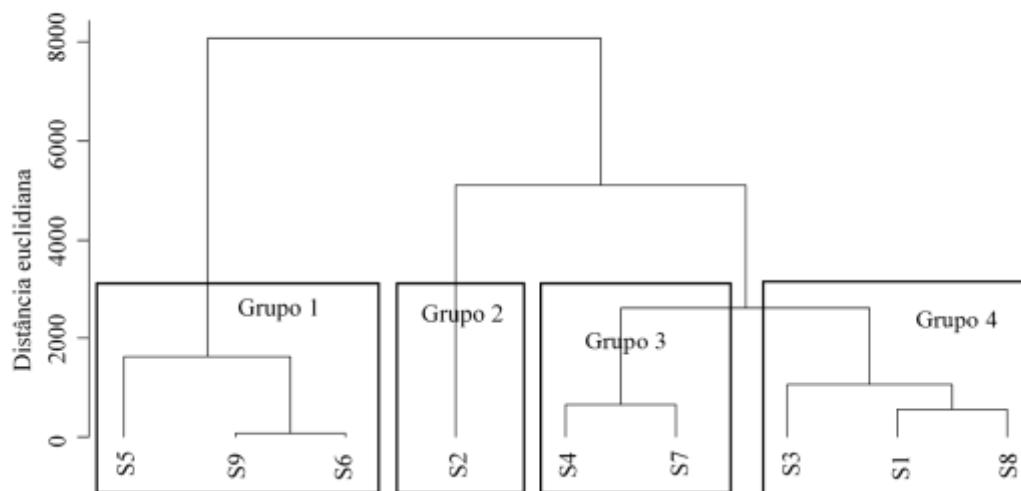 Distância euclidiana
8000
6000
4000
2000
0
Grupo 1
Grupo 2
Grupo 3
Grupo 4
S5
S9
S6
S2
S4
S7
S3
S1
S8